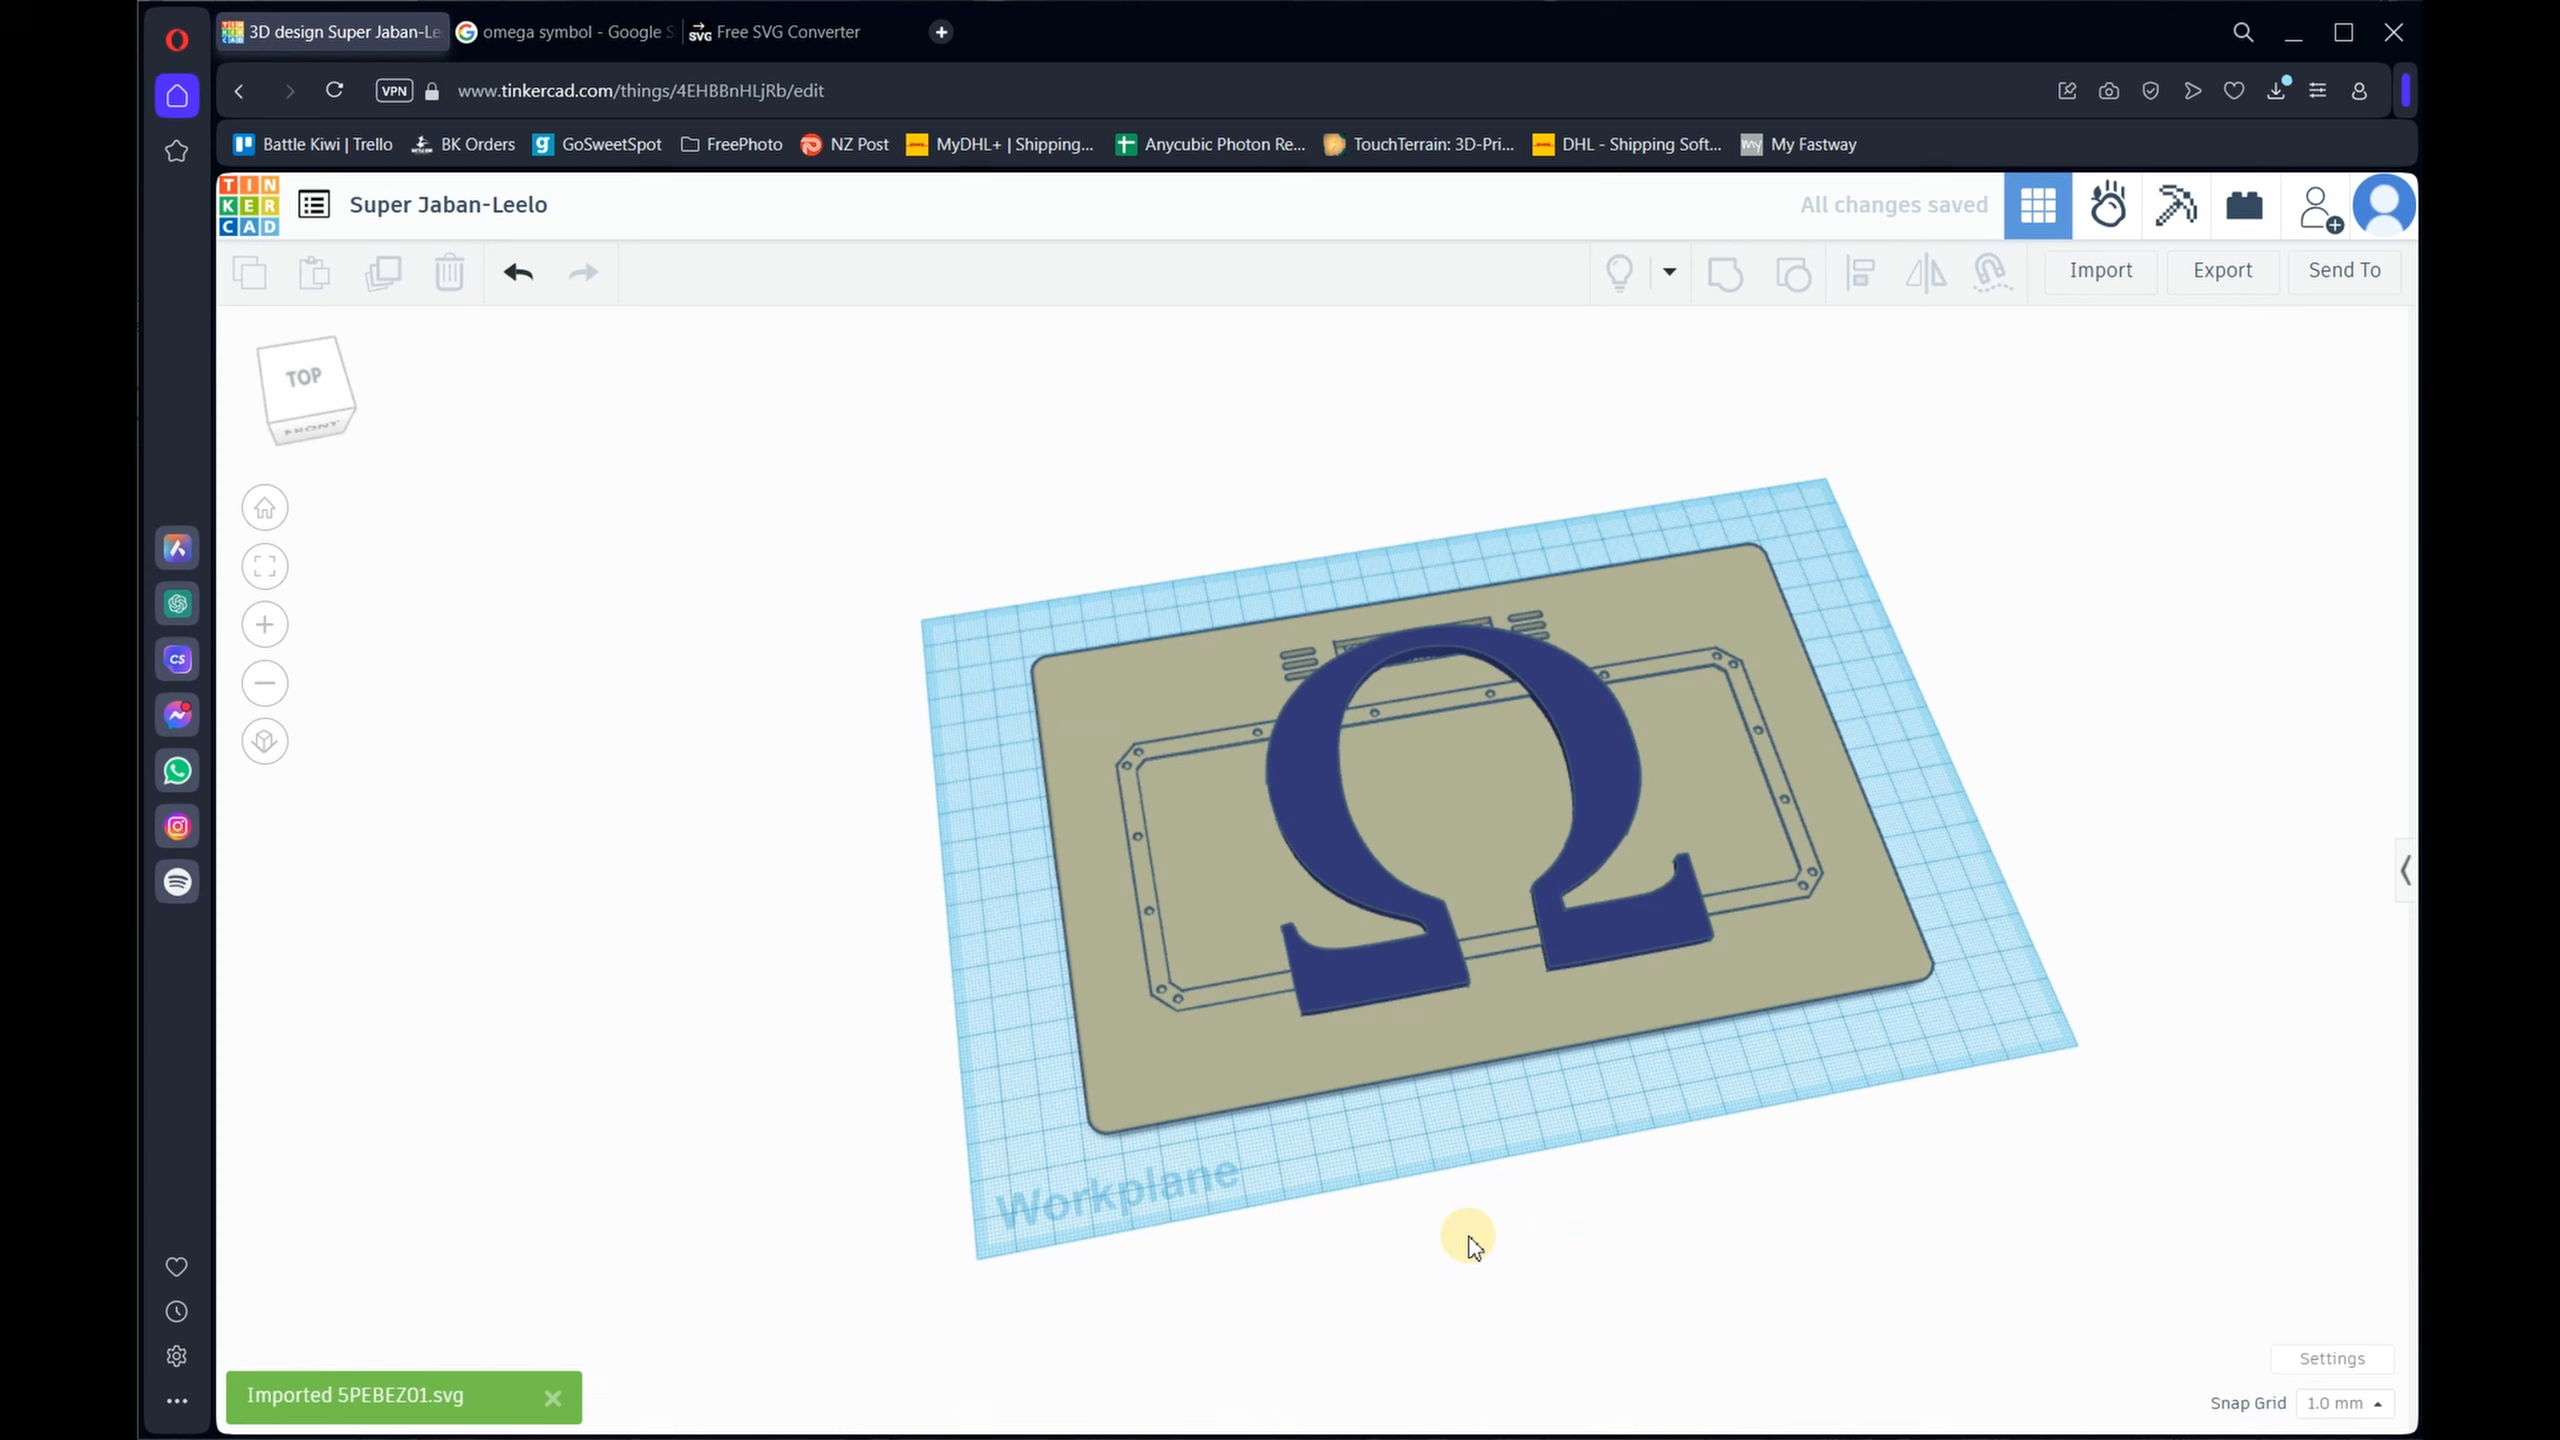 3D design Super Jaban-Le
omega symbol - Google S
SVG Free SVG Converter
VPN www.tinkercad.com/things/4EHBBnHLjRb/edit
Battle Kiwi | Trello BK Orders GoSweetSpot FreePhoto NZ Post MyDHL+ | Shipping... Anycubic Photon Re... TouchTerrain: 3D-Pri... DHL - Shipping Soft... My Fastway
TIN
KER
CAD
Super Jaban-Leelo
All changes saved
Import Export Send To
TOP
FRONT
CS
Ω
Workplane
Settings
Imported 5PEBEZ01.svg
Snap Grid 1.0 mm